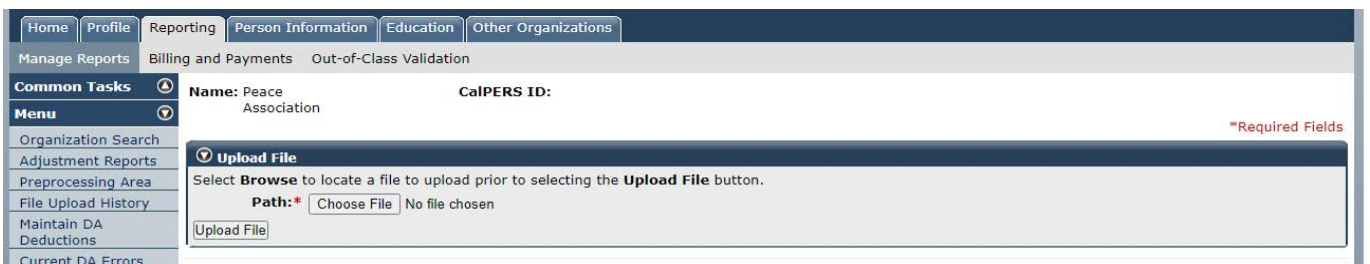 Home Profile Reporting Person Information Education Other Organizations
Manage Reports Billing and Payments Out-of-Class Validation
Common Tasks
Menu
Organization Search
Adjustment Reports
Preprocessing Area
File Upload History
Maintain DA
Deductions
Current DA Errors
Name: Peace
Association
CalPERS ID:
*Required Fields
Upload File
Select Browse to locate a file to upload prior to selecting the Upload File button.
Path:* Choose File No file chosen
Upload File